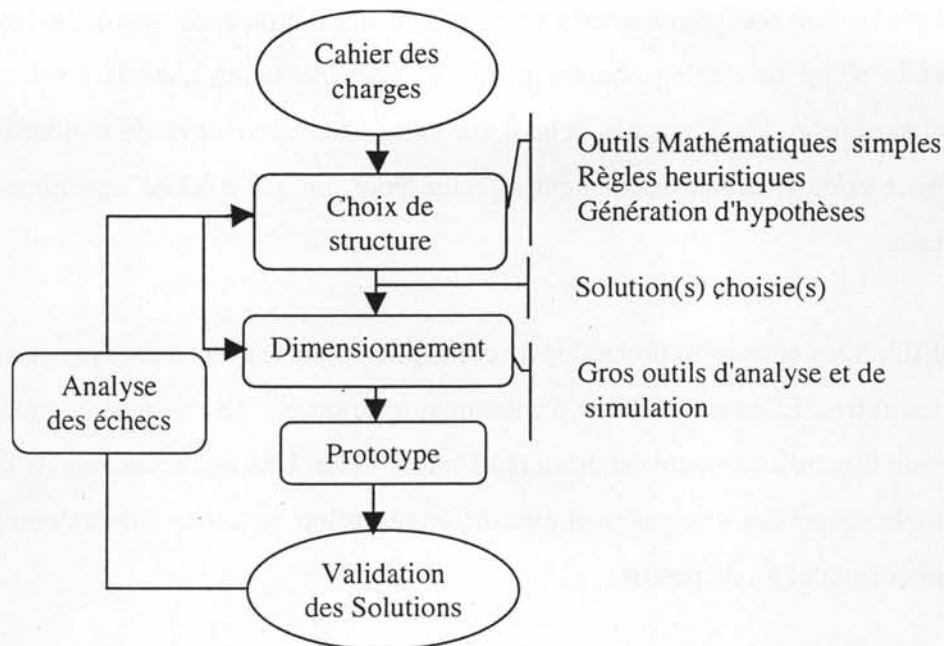 Cahier des
charges
Outils Mathématiques simples
Règles heuristiques
Génération d'hypothèses
Choix de
structure
Solution(s) choisie(s)
Dimensionnement
Gros outils d'analyse et de
simulation
Analyse
des échecs
Prototype
Validation
des Solutions